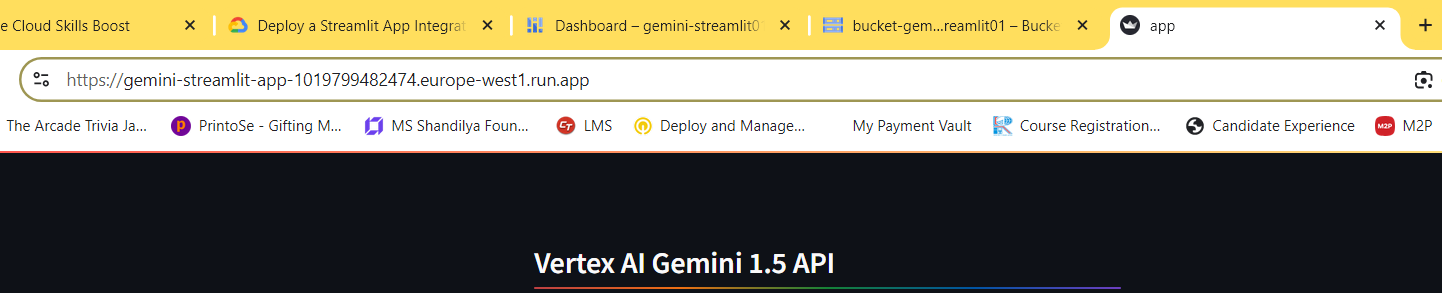 e Cloud Skills Boost
Deploy a Streamlit App Integrat
Dashboard – gemini-streamlit0
bucket-gem...reamlit01 – Bucke
app
https://gemini-streamlit-app-1019799482474.europe-west1.run.app
The Arcade Trivia Ja...
PrintoSe - Gifting M...
MS Shandilya Foun...
CT
LMS
Deploy and Manage...
My Payment Vault
Course Registration...
Candidate Experience
M2P
M2P
Vertex AI Gemini 1.5 API